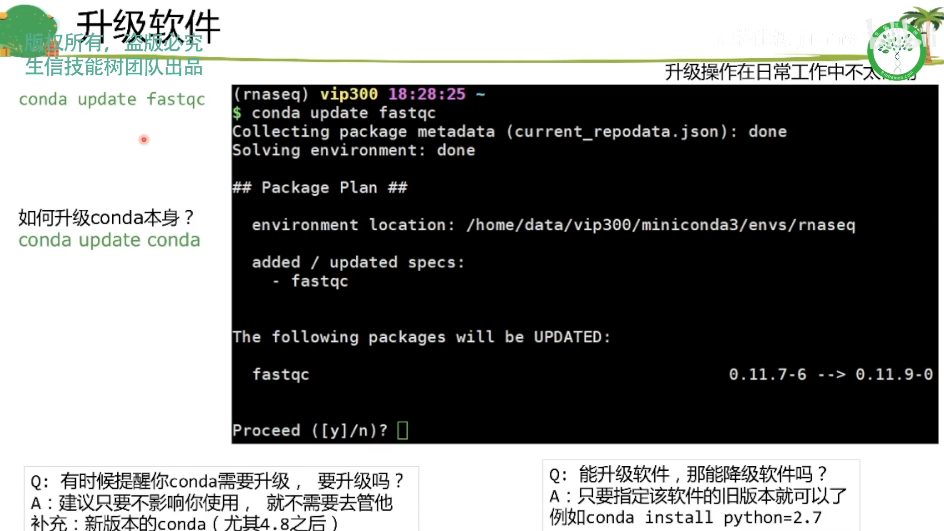 升级软件
版权所有，盗版必究
生信技能树团队出品
升级操作在日常工作中不太
conda update fastqc
(rnaseq) vip300 18:28:25 ~
$ conda update fastqc
Collecting package metadata (current_repodata.json): done
Solving environment: done
## Package Plan ##
environment location: /home/data/vip300/miniconda3/envs/rnaseq
added / updated specs:
- fastqc
The following packages will be UPDATED:
fastqc 0.11.7-6 --> 0.11.9-0
Proceed ([y]/n)?
如何升级conda本身？
conda update conda
Q: 有时候提醒你conda需要升级， 要升级吗？
A：建议只要不影响你使用， 就不需要去管他
补充：新版本的conda（尤其4.8之后）
Q: 能升级软件，那能降级软件吗？
A：只要指定该软件的旧版本就可以了
例如conda install python=2.7